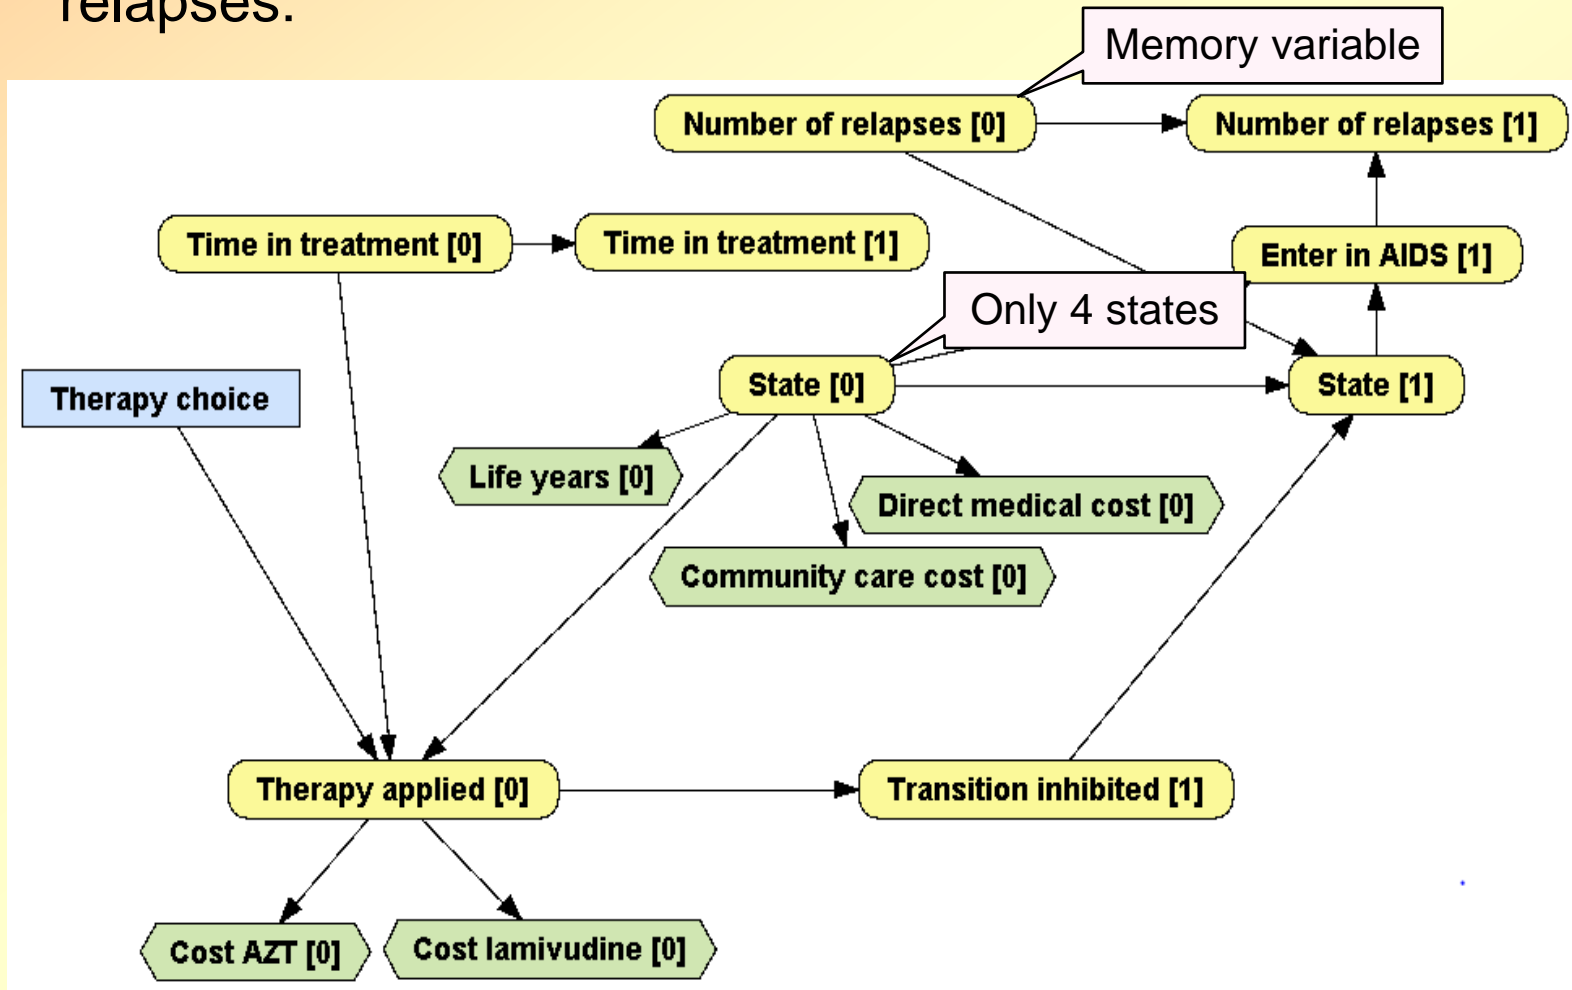 relapses.
Memory variable
Number of relapses [0]
Number of relapses [1]
Time in treatment [0]
Time in treatment [1]
Enter in AIDS [1]
Only 4 states
State [0]
State [1]
Therapy choice
Life years [0]
Direct medical cost [0]
Community care cost [0]
Therapy applied [0]
Transition inhibited [1]
Cost AZT [0]
Cost lamivudine [0]